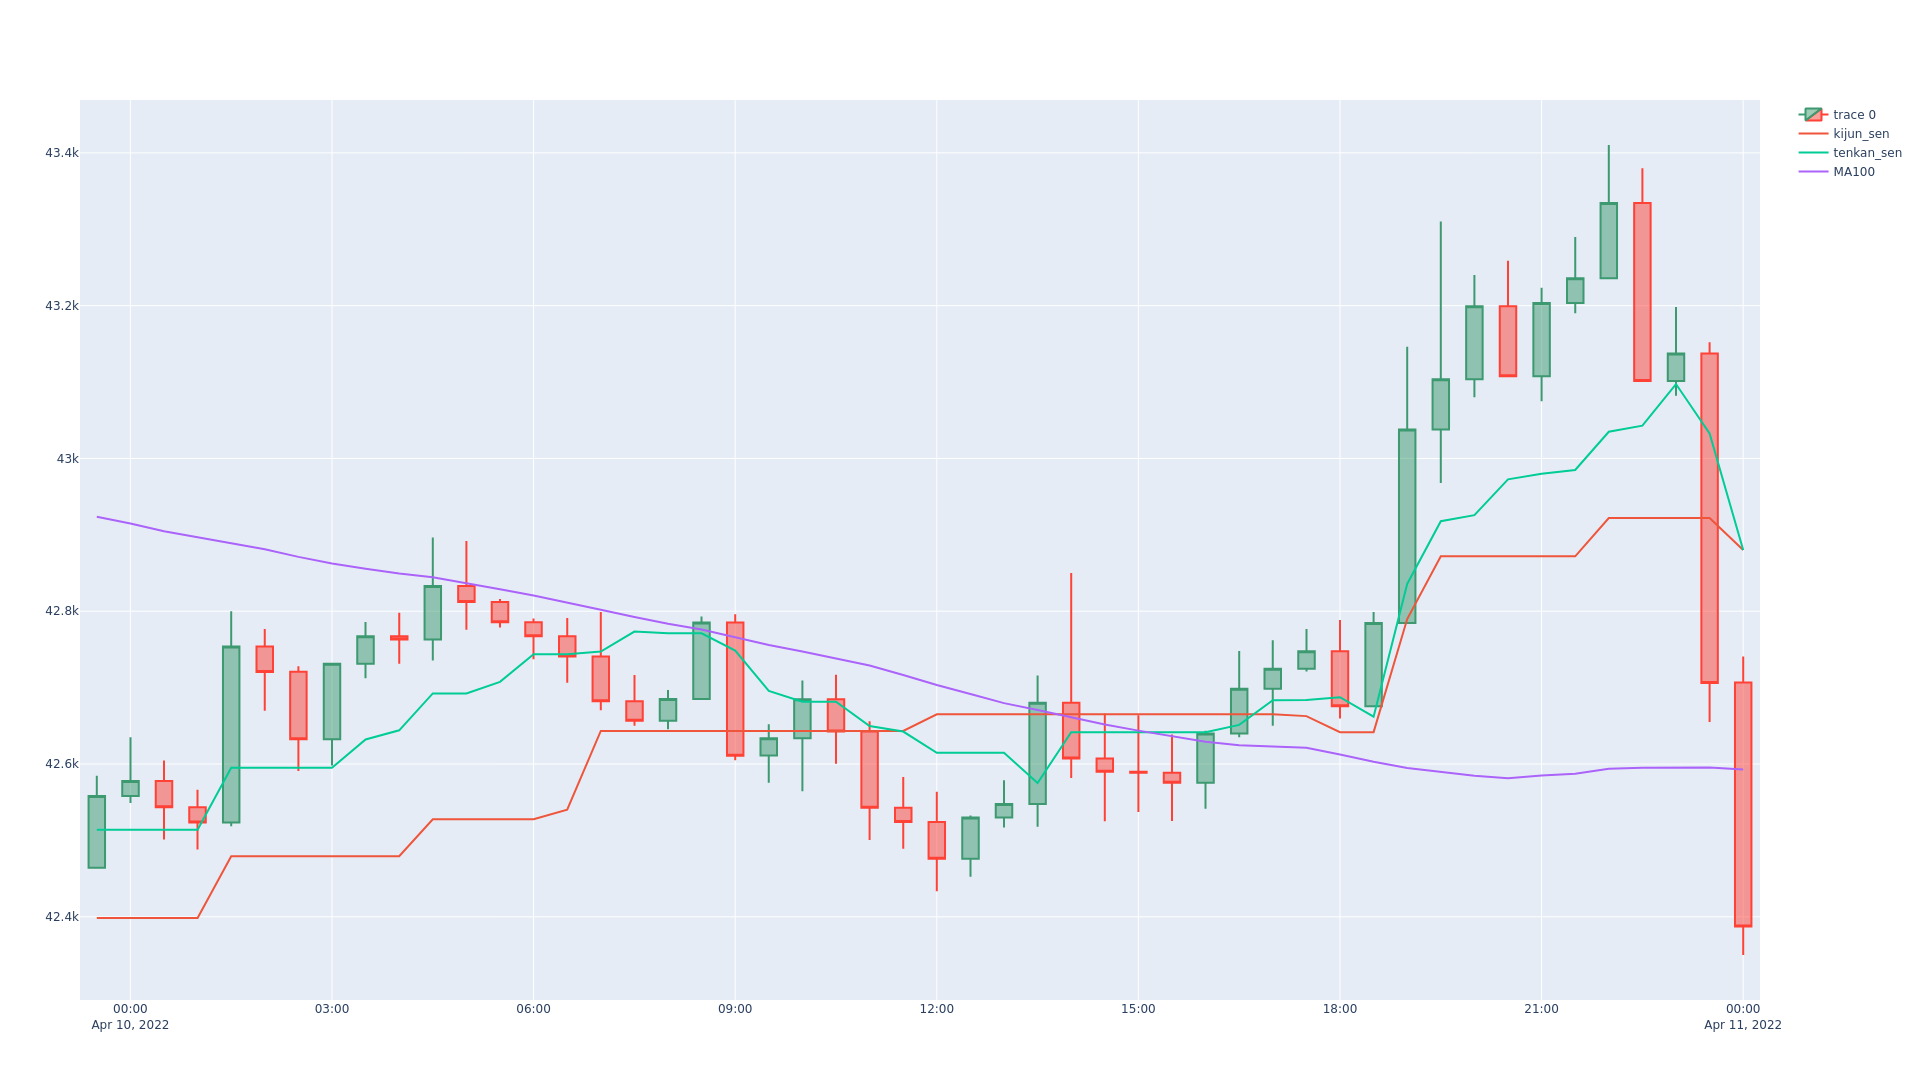 trace 0
kijun_sen
tenkan_sen
MA100
43.4k
43.2k
43k
42.8k
42.6k
42.4k
00:00 03:00 06:00 09:00 12:00 15:00 18:00 21:00 00:00
Apr 10, 2022 Apr 11, 2022